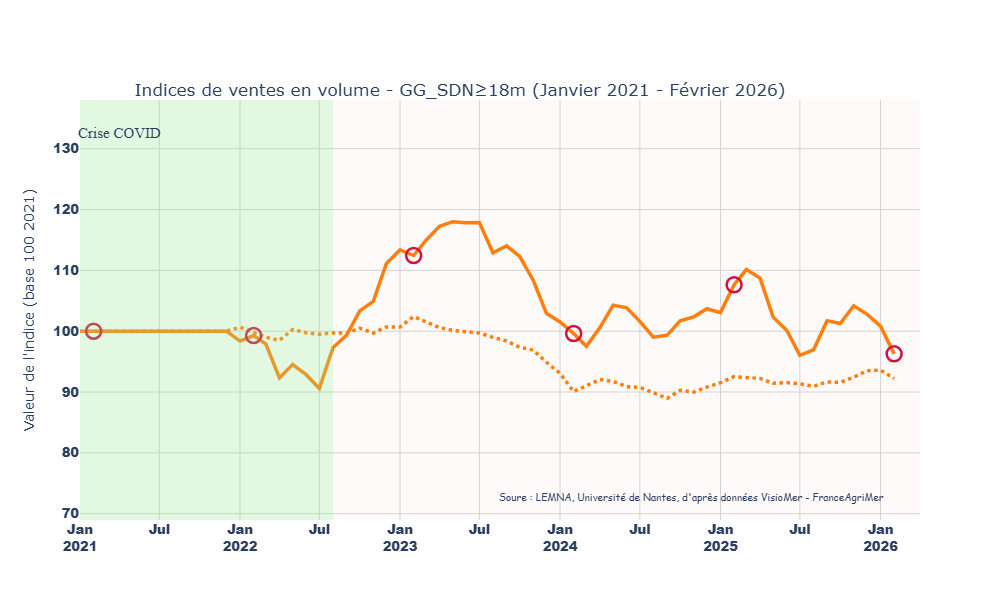 Indices de ventes en volume - GG_SDN≥18m (Janvier 2021 - Février 2026)
Crise COVID
Valeur de l'indice (base 100 2021)
130
120
110
100
90
80
70
Soure : LEMNA, Université de Nantes, d'après données VisioMer - FranceAgriMer
Jan Jul Jan Jul Jan Jul Jan Jul Jan Jul Jan
2021 2022 2023 2024 2025 2026